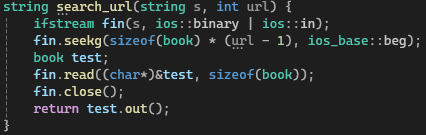 string search_url(string s, int url) {
    ifstream fin(s, ios::binary | ios::in);
    fin.seekg(sizeof(book) * (url - 1), ios_base::beg);
    book test;
    fin.read((char*)&test, sizeof(book));
    fin.close();
    return test.out();
}